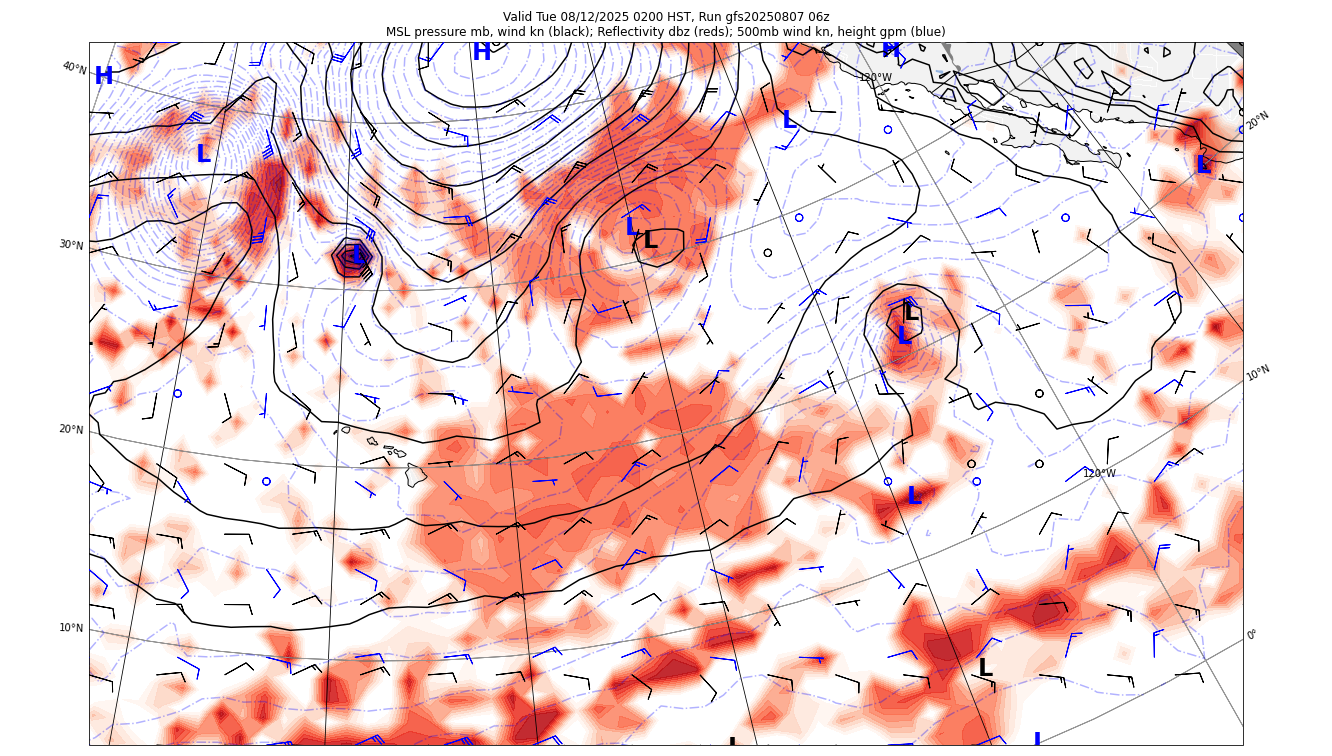 Valid Tue 08/12/2025 0200 HST, Run gfs20250807 06z
MSL pressure mb, wind kn (black); Reflectivity dbz (reds); 500mb wind kn, height gpm (blue)
H
H
40°N
H
120°W
L
20°N
L
L
L
L
30°N
L
L
L
10°N
20°N
120°W
L
10°N
0°
L
L
L